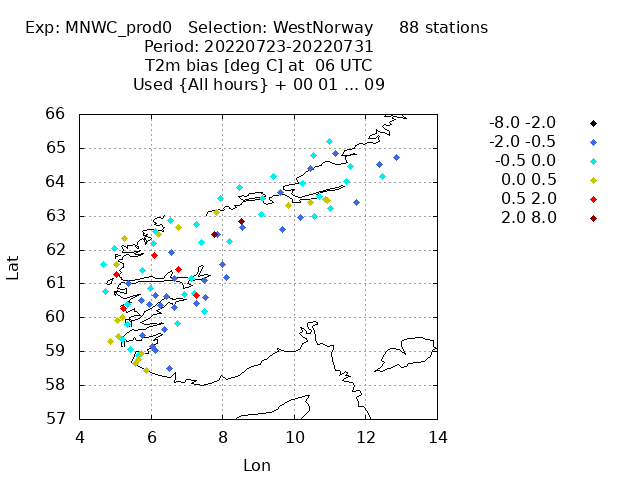 Exp: MNWC_prod0   Selection: WestNorway     88 stations
Period: 20220723-20220731
T2m bias [deg C] at  06 UTC
Used {All hours} + 00 01 ... 09
-8.0 -2.0
-2.0 -0.5
-0.5 0.0
0.0 0.5
0.5 2.0
2.0 8.0
66
65
64
63
62
61
60
59
58
57
Lat
4 6 8 10 12 14
Lon